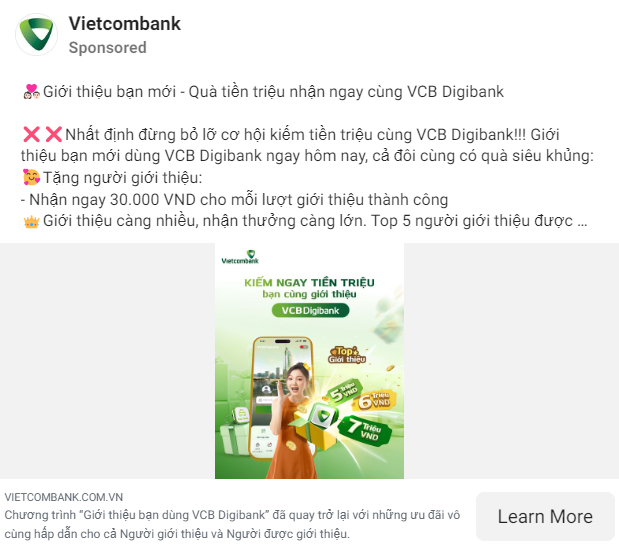 Vietcombank
Sponsored
Giới thiệu bạn mới - Quà tiền triệu nhận ngay cùng VCB Digibank
Nhất định đừng bỏ lỡ cơ hội kiếm tiền triệu cùng VCB Digibank!!! Giới
thiệu bạn mới dùng VCB Digibank ngay hôm nay, cả đôi cùng có quà siêu khủng:
Tặng người giới thiệu:
- Nhận ngay 30.000 VND cho mỗi lượt giới thiệu thành công
Giới thiệu càng nhiều, nhận thưởng càng lớn. Top 5 người giới thiệu được ...
Vietcombank
KIẾM NGAY TIỀN TRIỆU
bạn cùng giới thiệu
VCB Digibank
Top
Giới thiệu
5 Triệu
VND
6 Triệu
VND
7 Triệu
VND
VIETCOMBANK.COM.VN
Chương trình “Giới thiệu bạn dùng VCB Digibank” đã quay trở lại với những ưu đãi vô
cùng hấp dẫn cho cả Người giới thiệu và Người được giới thiệu.
Learn More